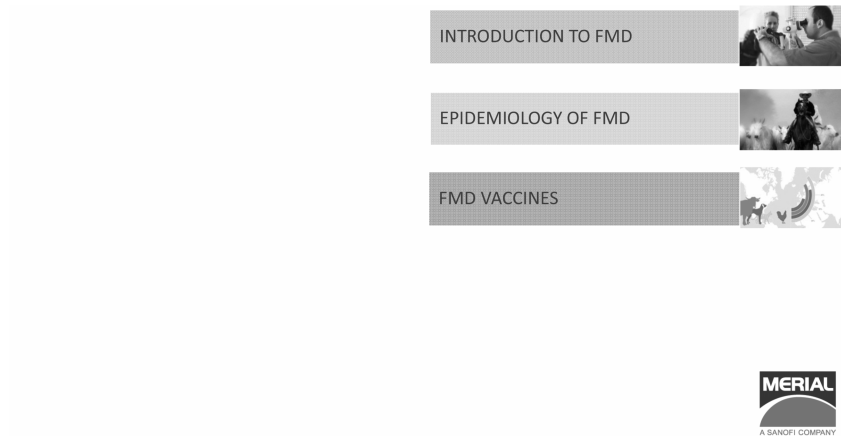 INTRODUCTION TO FMD
EPIDEMIOLOGY OF FMD
FMD VACCINES
MERIAL
A SANOFI COMPANY